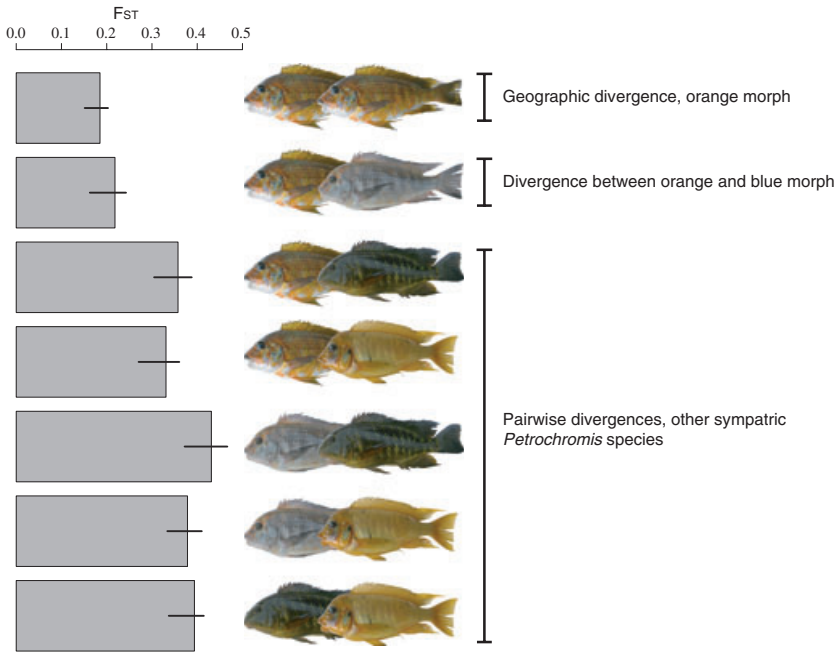 FST
0.0 0.1 0.2 0.3 0.4 0.5
Geographic divergence, orange morph
Divergence between orange and blue morph
Pairwise divergences, other sympatric
Petrochromis species